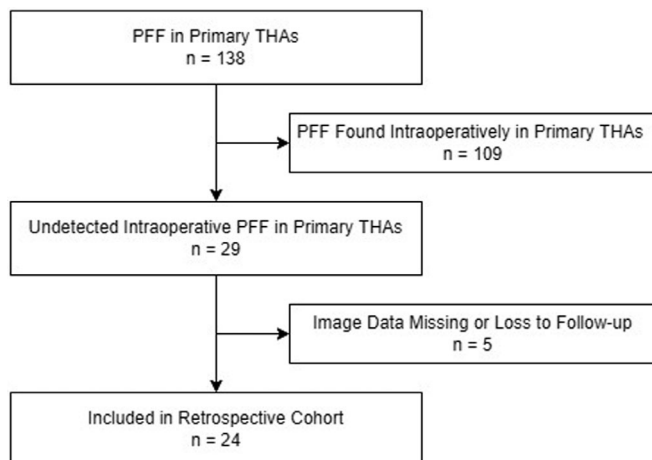 PFF in Primary THAs
n = 138
PFF Found Intraoperatively in Primary THAs
n = 109
Undetected Intraoperative PFF in Primary THAs
n = 29
Image Data Missing or Loss to Follow-up
n = 5
Included in Retrospective Cohort
n = 24